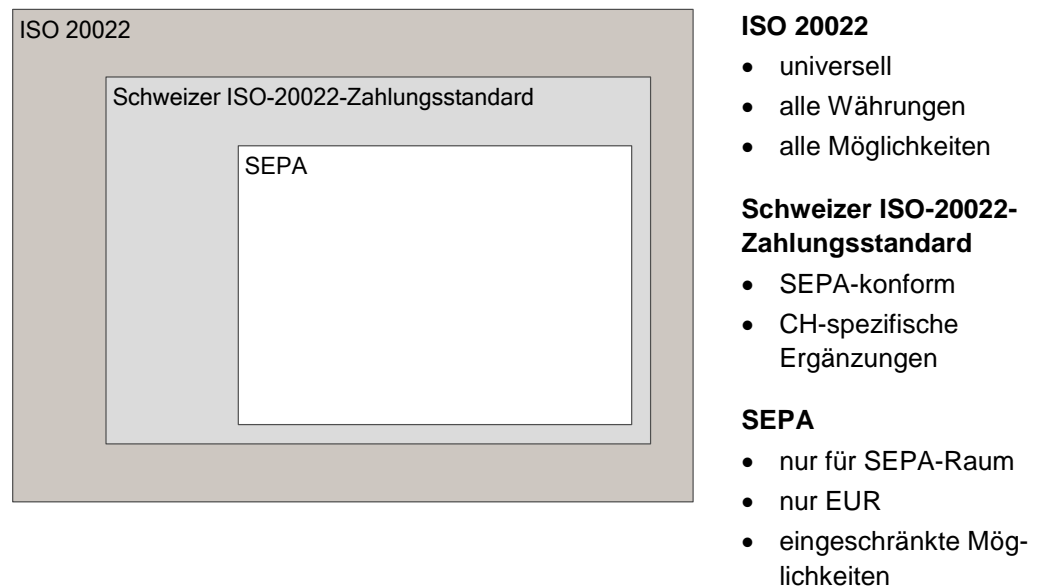 ISO 20022
Schweizer ISO-20022-Zahlungsstandard
SEPA
ISO 20022
• universell
• alle Währungen
• alle Möglichkeiten
Schweizer ISO-20022-
Zahlungsstandard
• SEPA-konform
• CH-spezifische
Ergänzungen
SEPA
• nur für SEPA-Raum
• nur EUR
• eingeschränkte Mög-
lichkeiten